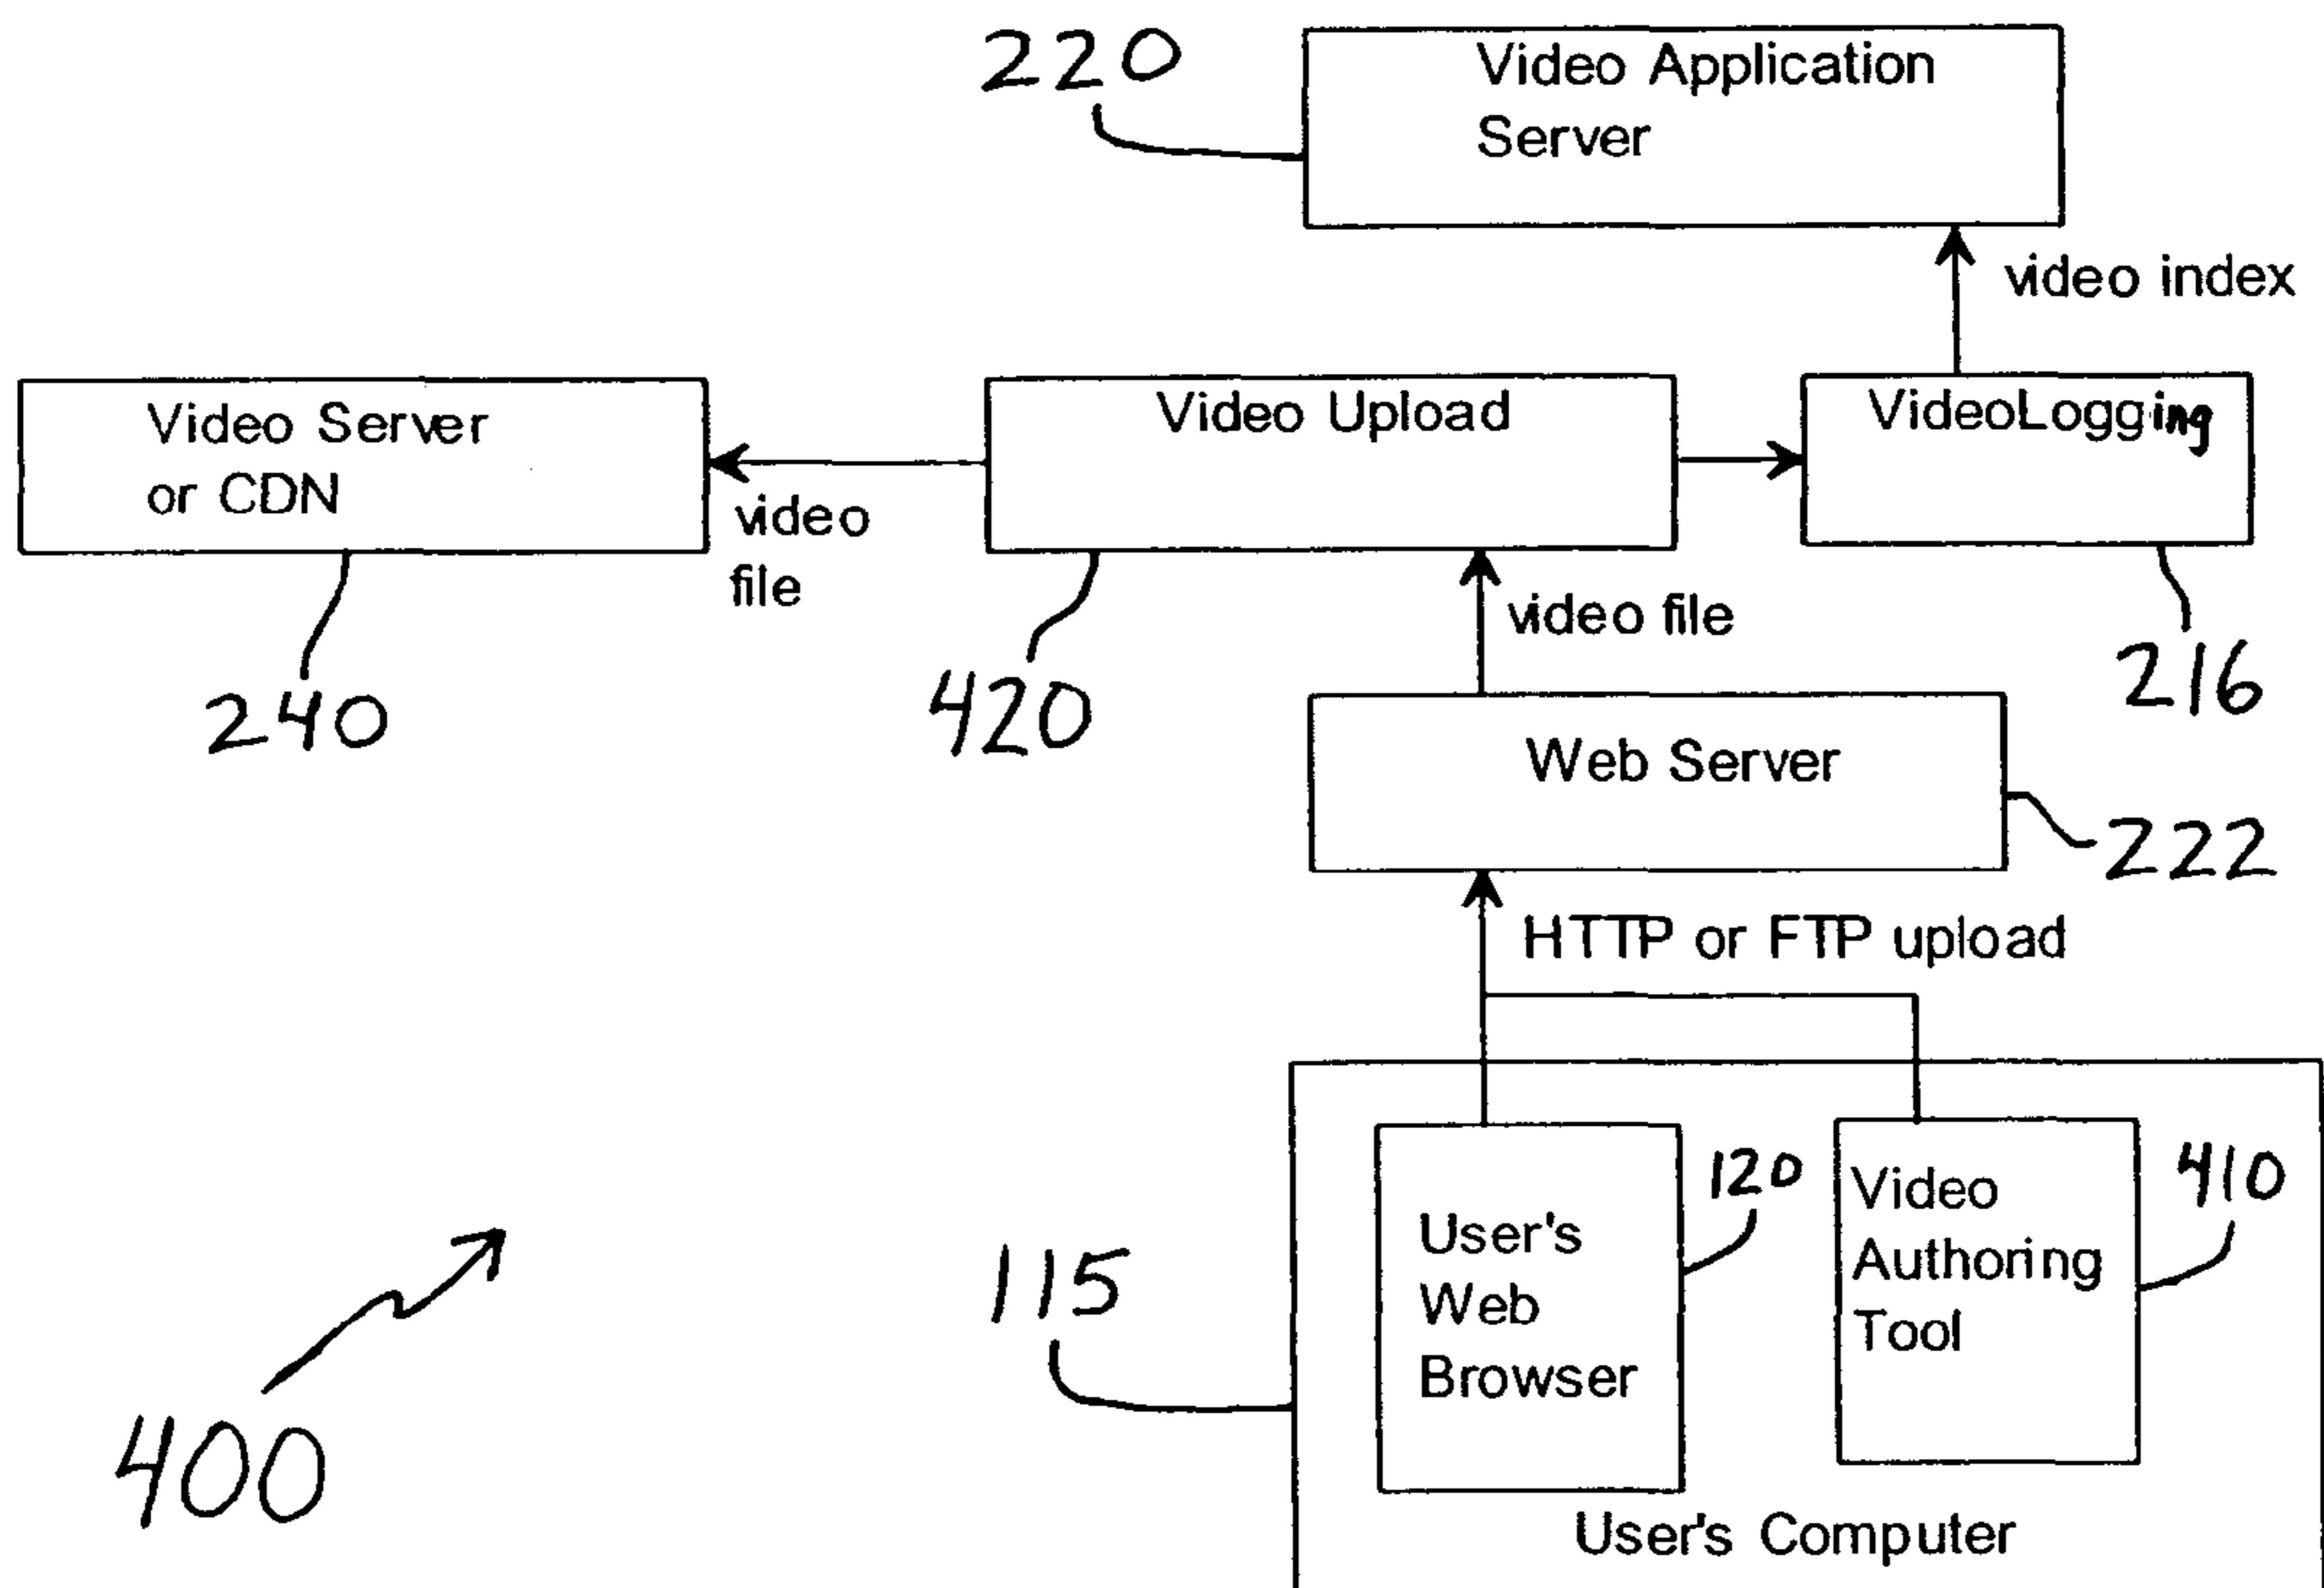 220
Video Application
Server
video index
Video Server
or CDN
video
file
Video Upload
VideoLogging
240
420
video file
216
Web Server
222
HTTP or FTP upload
120
User's
Web
Browser
410
Video
Authoring
Tool
115
User's Computer
400